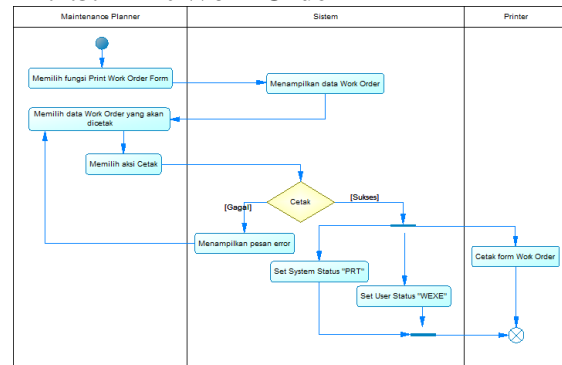 Maintenance Planner
Sistem
Printer
Memilih fungsi Print Work Order Form
Menampilkan data Work Order
Memilih data Work Order yang akan
dicetak
Memilih aksi Cetak
Cetak
[Gagal]
[Sukses]
Menampilkan pesan error
Cetak form Work Order
Set System Status "PRT"
Set User Status "WEXE"